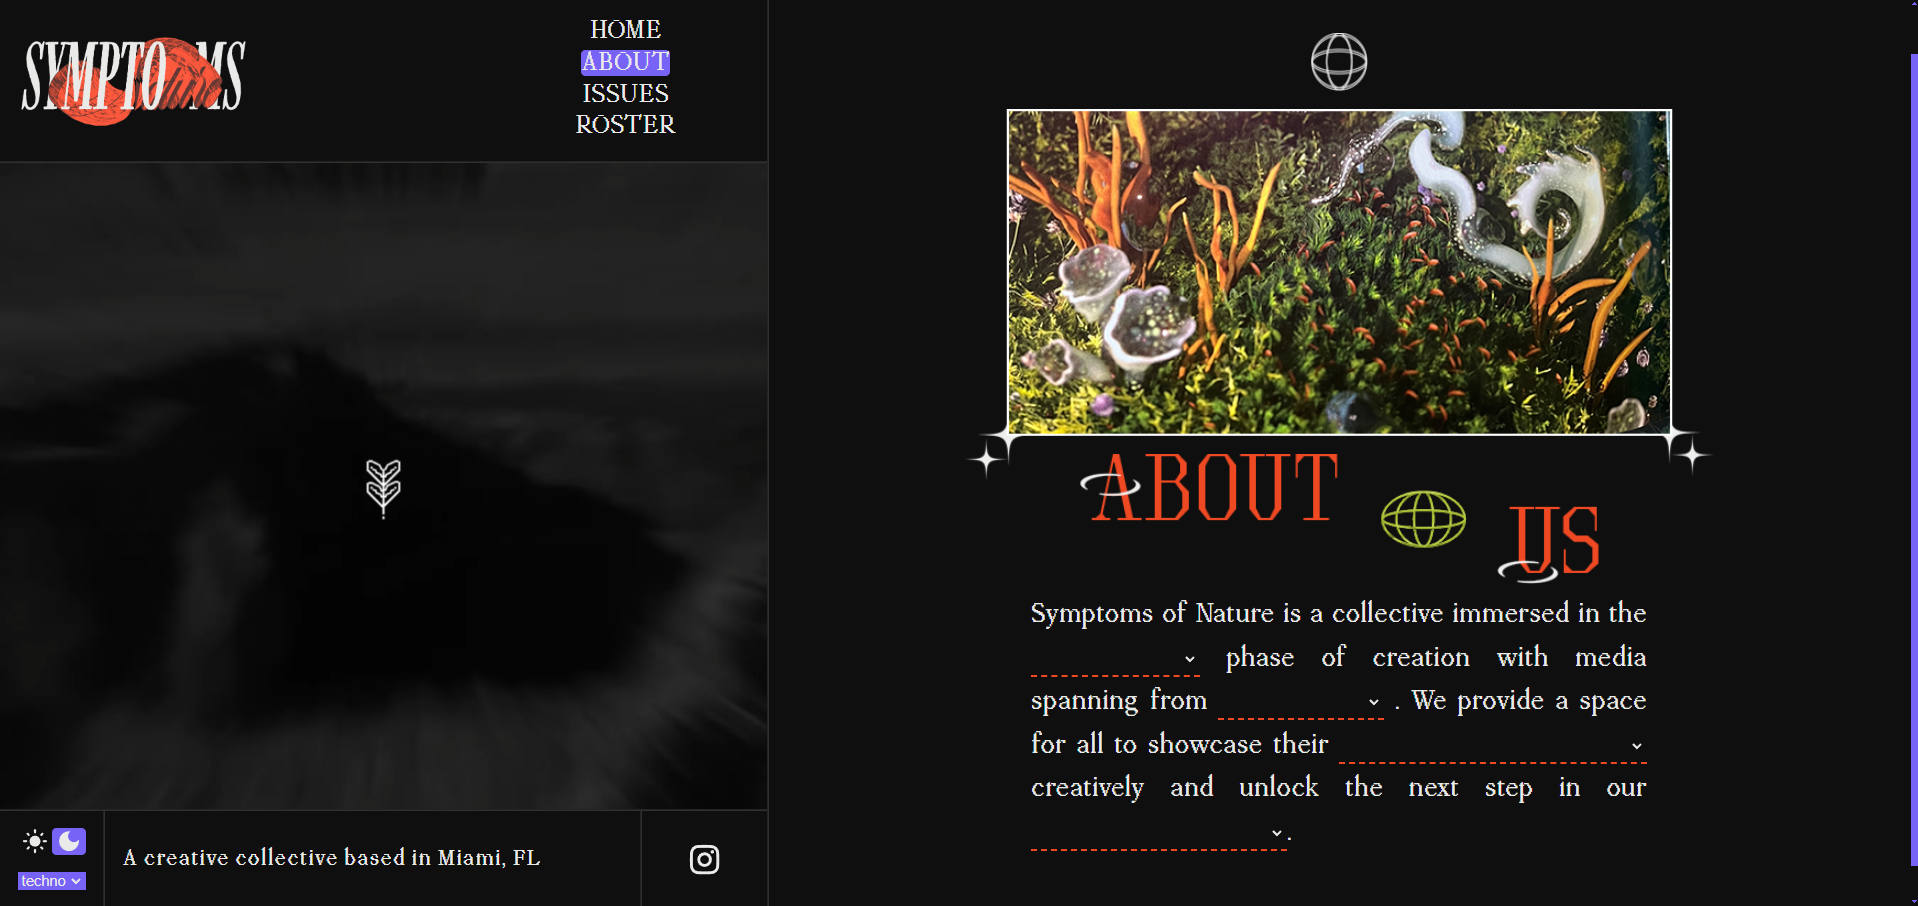 SYMPTOMS
HOME
ABOUT
ISSUES
ROSTER
ABOUT
US
Symptoms of Nature is a collective immersed in the
phase of creation with media
spanning from . We provide a space
for all to showcase their
creatively and unlock the next step in our
.
techno
A creative collective based in Miami, FL